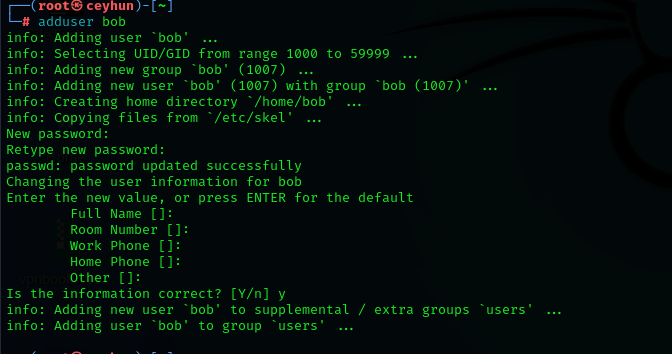 ┌──(root㉿ceyhun)-[~]
└─# adduser bob
info: Adding user `bob' ...
info: Selecting UID/GID from range 1000 to 59999 ...
info: Adding new group `bob' (1007) ...
info: Adding new user `bob' (1007) with group `bob (1007)' ...
info: Creating home directory `/home/bob' ...
info: Copying files from `/etc/skel' ...
New password:
Retype new password:
passwd: password updated successfully
Changing the user information for bob
Enter the new value, or press ENTER for the default
Full Name []:
Room Number []:
Work Phone []:
Home Phone []:
Other []:
Is the information correct? [Y/n] y
info: Adding new user `bob' to supplemental / extra groups `users' ...
info: Adding user `bob' to group `users' ...